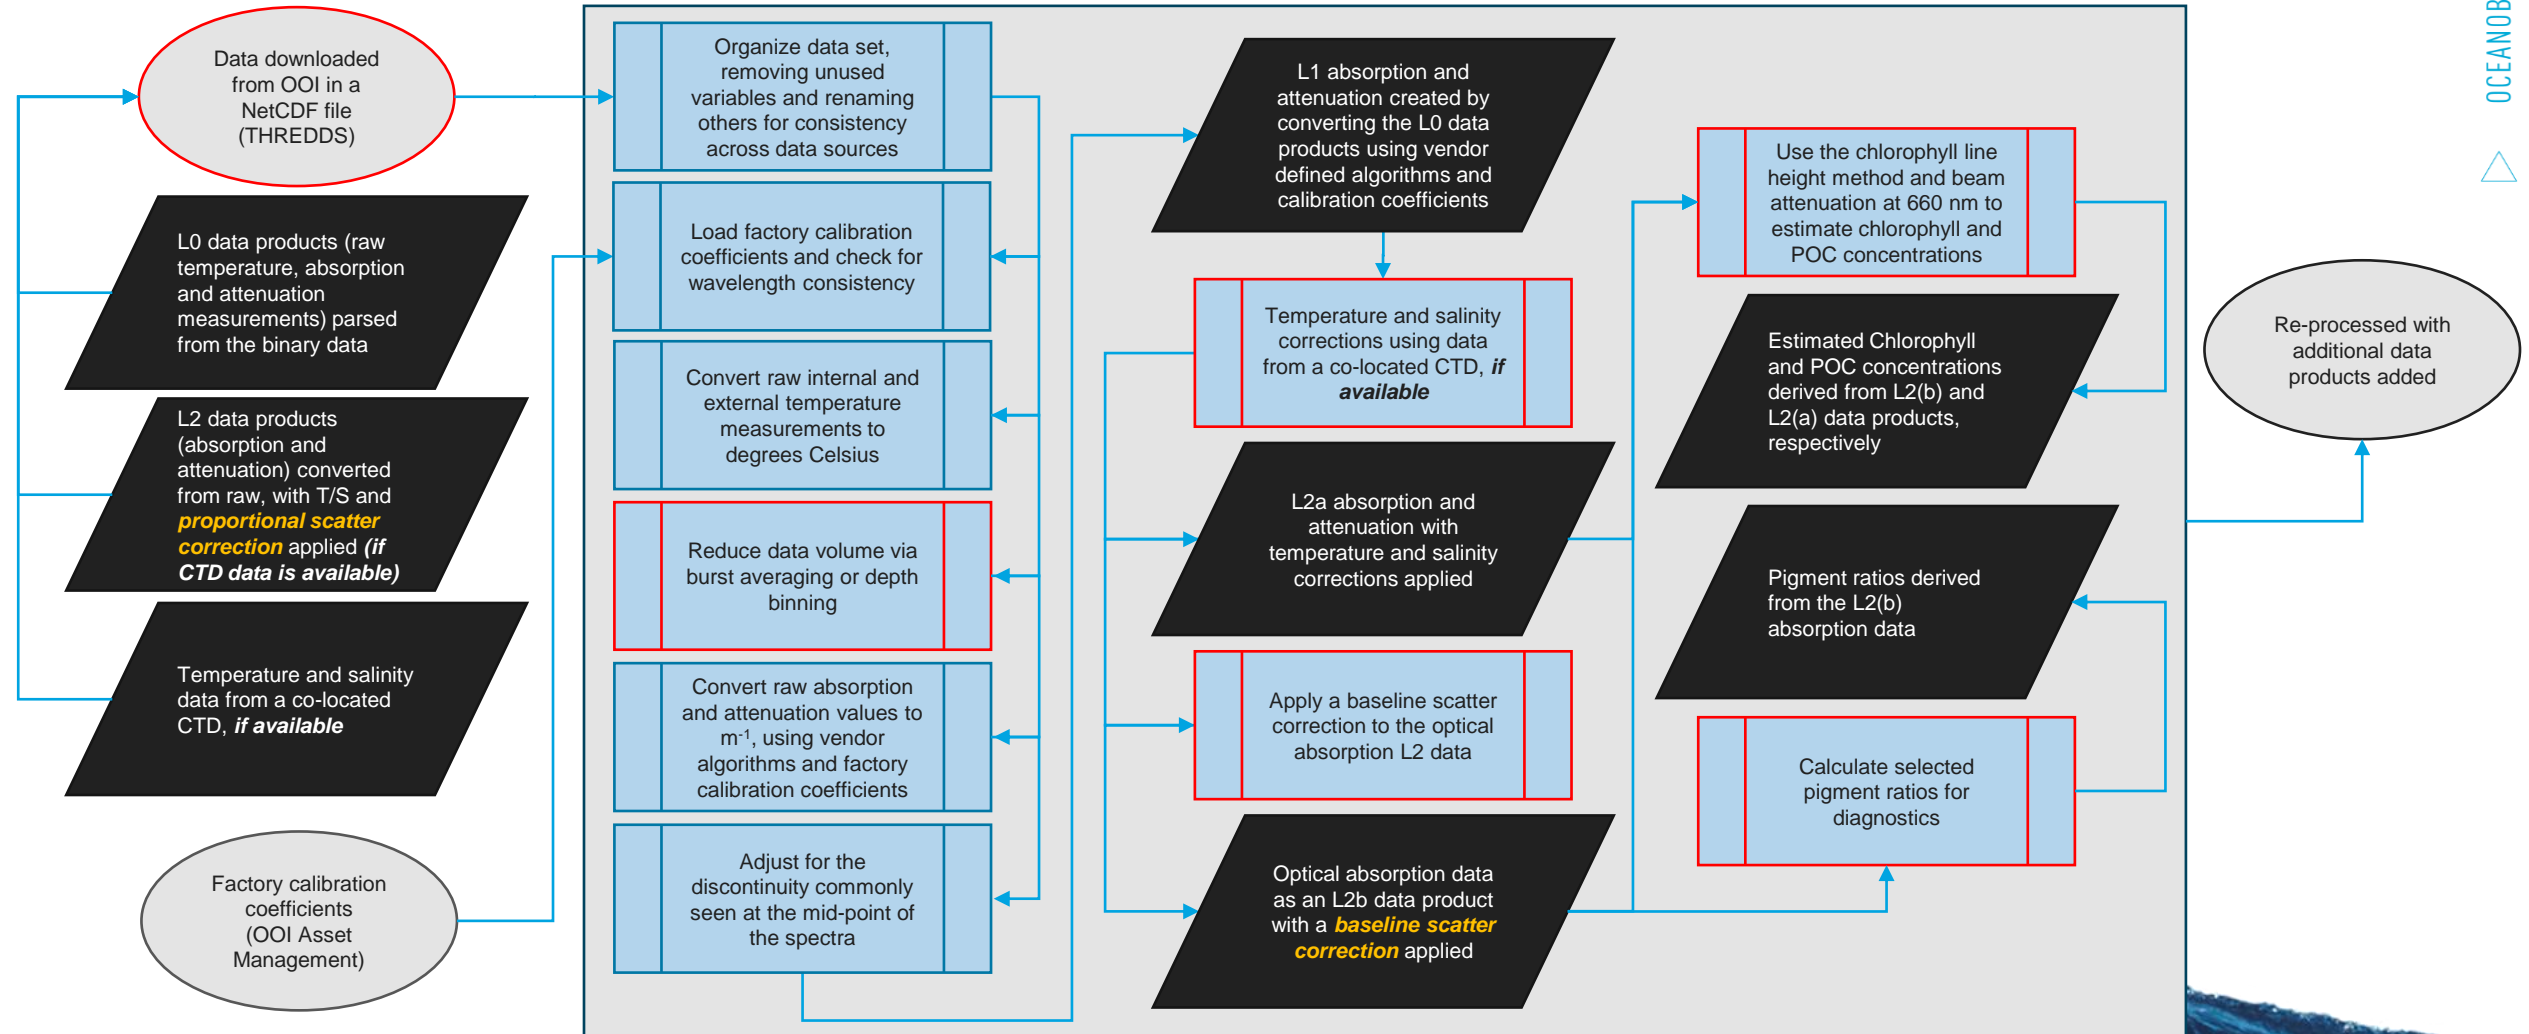 Data downloaded
from OOI in a
NetCDF file
(THREDDS)
L0 data products (raw
temperature, absorption
and attenuation
measurements) parsed
from the binary data
L2 data products
(absorption and
attenuation) converted
from raw, with T/S and
proportional scatter
correction applied (if
CTD data is available)
Temperature and salinity
data from a co-located
CTD, if available
Factory calibration
coefficients
(OOI Asset
Management)
Organize data set,
removing unused
variables and renaming
others for consistency
across data sources
Load factory calibration
coefficients and check for
wavelength consistency
Convert raw internal and
external temperature
measurements to
degrees Celsius
Reduce data volume via
burst averaging or depth
binning
Convert raw absorption
and attenuation values to
m⁻¹, using vendor
algorithms and factory
calibration coefficients
Adjust for the
discontinuity commonly
seen at the mid-point of
the spectra
L1 absorption and
attenuation created by
converting the L0 data
products using vendor
defined algorithms and
calibration coefficients
Temperature and salinity
corrections using data
from a co-located CTD, if
available
L2a absorption and
attenuation with
temperature and salinity
corrections applied
Apply a baseline scatter
correction to the optical
absorption L2 data
Optical absorption data
as an L2b data product
with a baseline scatter
correction applied
Use the chlorophyll line
height method and beam
attenuation at 660 nm to
estimate chlorophyll and
POC concentrations
Estimated Chlorophyll
and POC concentrations
derived from L2(b) and
L2(a) data products,
respectively
Pigment ratios derived
from the L2(b)
absorption data
Calculate selected
pigment ratios for
diagnostics
Re-processed with
additional data
products added
OCEANOB